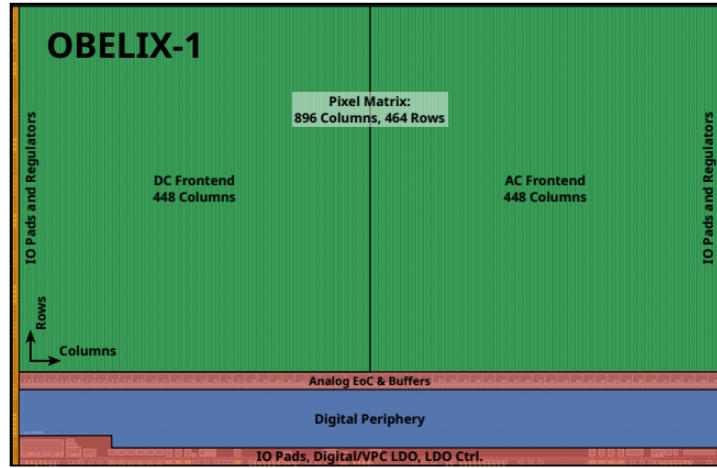 OBELIX-1
Pixel Matrix:
896 Columns, 464 Rows
IO Pads and Regulators
DC Frontend
448 Columns
AC Frontend
448 Columns
IO Pads and Regulators
Rows
Columns
Analog EoC & Buffers
Digital Periphery
IO Pads, Digital/VPC LDO, LDO Ctrl.